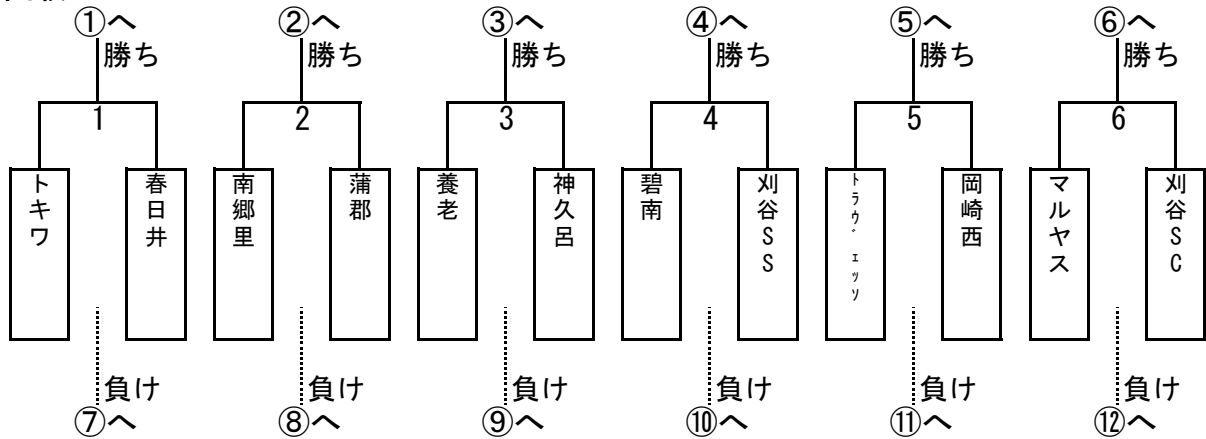 ①へ ②へ ③へ ④へ ⑤へ ⑥へ
勝ち 勝ち 勝ち 勝ち 勝ち 勝ち
1 2 3 4 5 6
トキワ
春日井
南郷里
蒲郡
養老
神久呂
碧南
刈谷SS
ﾄﾗｳﾞｪｯｿ
岡崎西
マルヤス
刈谷SC
負け 負け 負け 負け 負け 負け
⑦へ ⑧へ ⑨へ ⑩へ ⑪へ ⑫へ